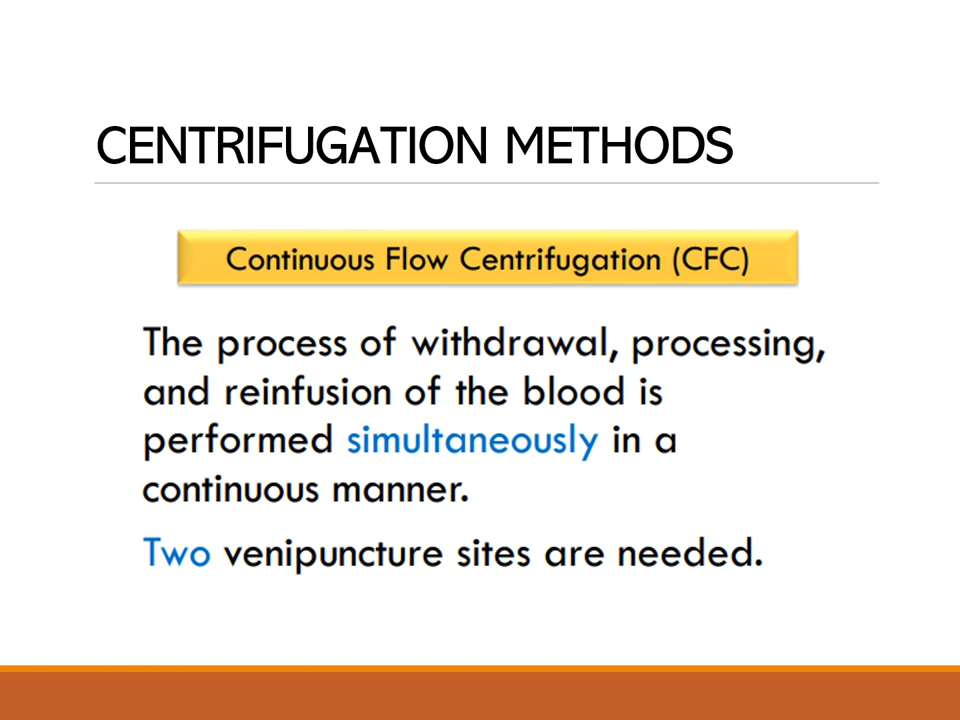 CENTRIFUGATION METHODS
Continuous Flow Centrifugation (CFC)
The process of withdrawal, processing,
and reinfusion of the blood is
performed simultaneously in a
continuous manner.
Two venipuncture sites are needed.